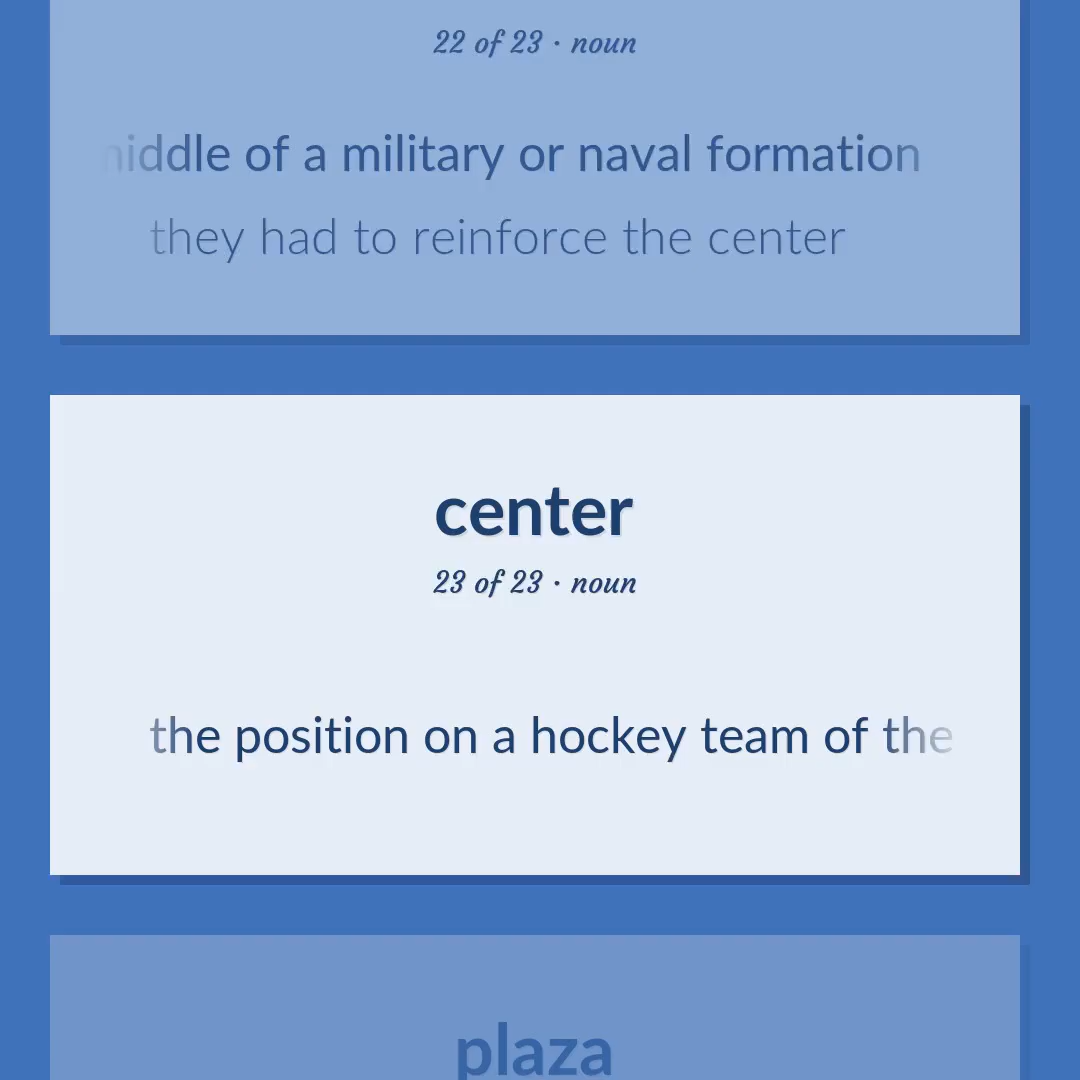 22 of 23 · noun
middle of a military or naval formation
they had to reinforce the center
center
23 of 23 · noun
the position on a hockey team of the
plaza